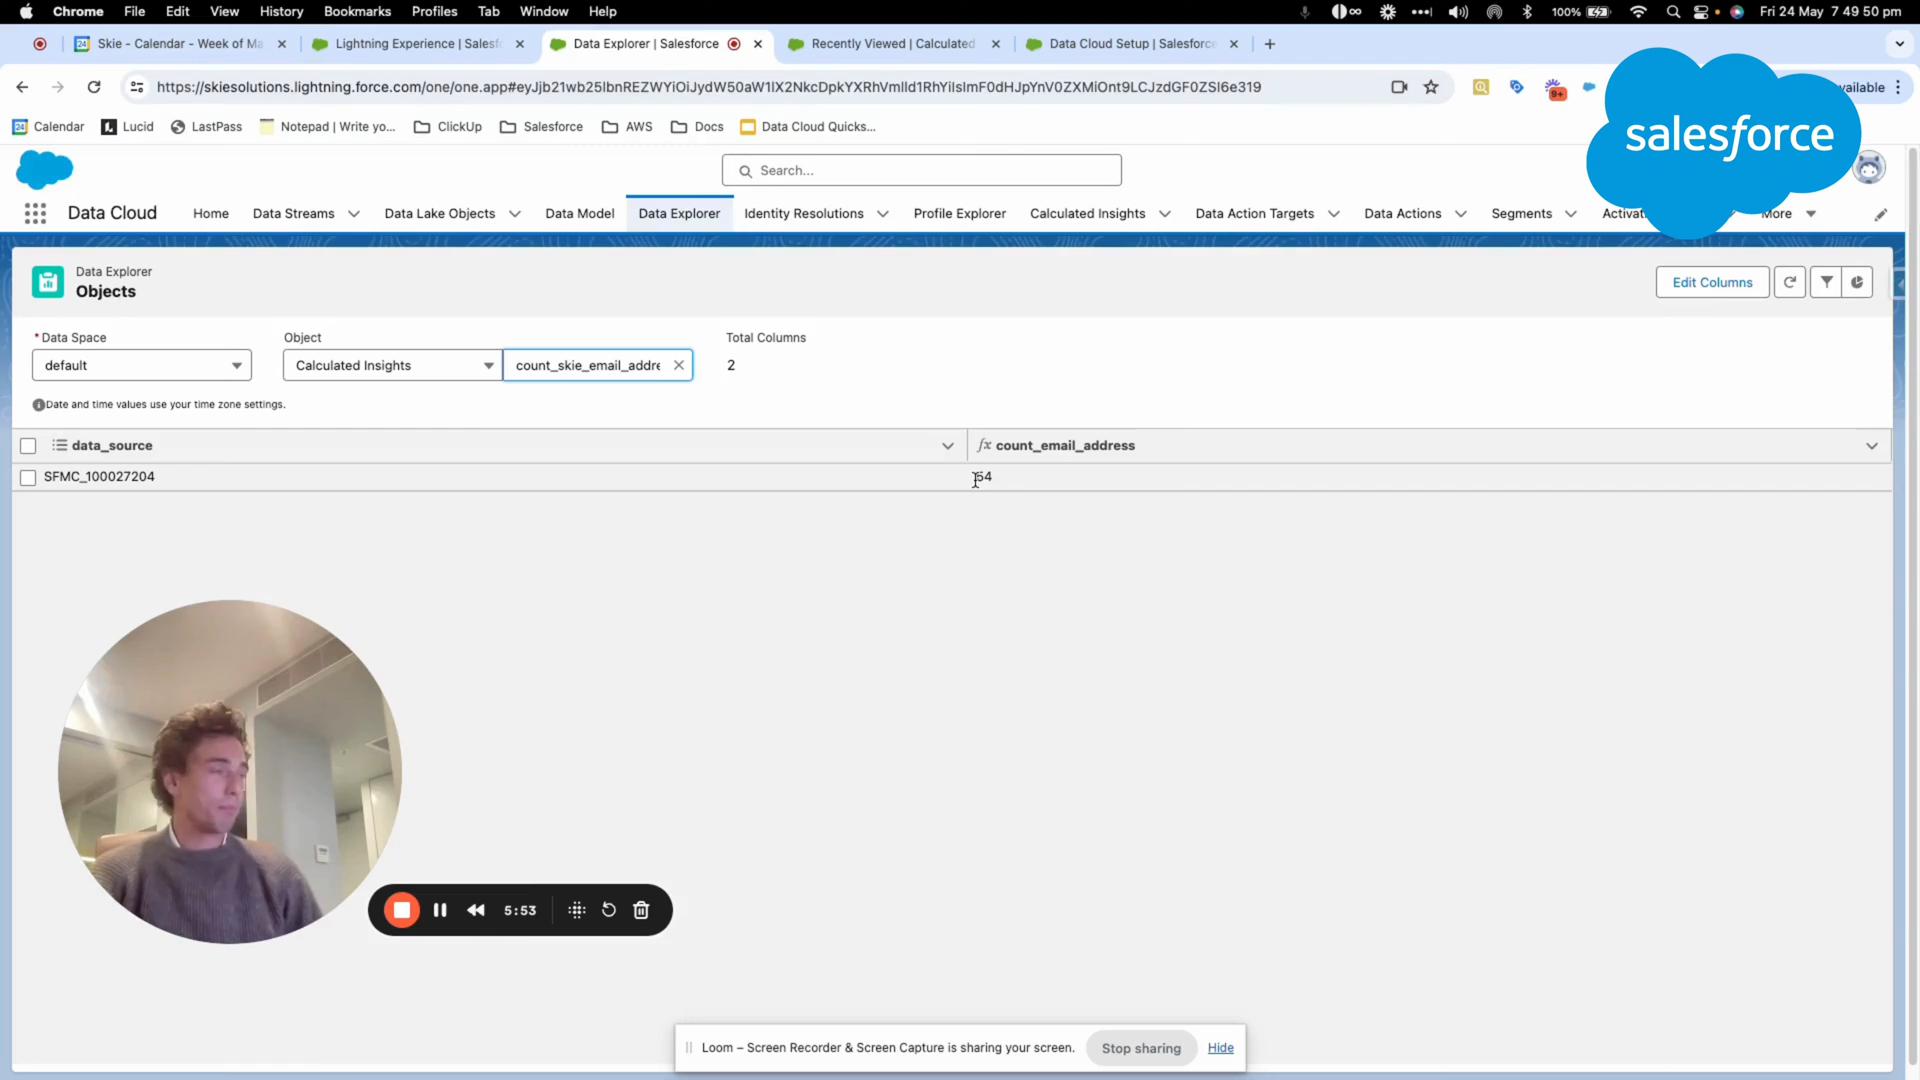 Chrome File Edit View History Bookmarks Profiles Tab Window Help 100% Fri 24 May 7 49 50 pm
24 Skie - Calendar - Week of Ma Lightning Experience | Salesf Data Explorer | Salesforce Recently Viewed | Calculated Data Cloud Setup | Salesforce
https://skiesolutions.lightning.force.com/one/one.app#eyJjb21wb25lbnREZWYiOiJydW50aW1lX2NkcDpkYXRhVmlld1RhYiIsImF0dHJpYnV0ZXMiOnt9LCJzdGF0ZSI6e319 9+ vailable
24 Calendar Lucid LastPass Notepad | Write yo... ClickUp Salesforce AWS Docs Data Cloud Quicks...
salesforce
Search...
Data Cloud Home Data Streams Data Lake Objects Data Model Data Explorer Identity Resolutions Profile Explorer Calculated Insights Data Action Targets Data Actions Segments Activat More
Data Explorer
Objects
Edit Columns
* Data Space Object Total Columns
default Calculated Insights count_skie_email_addre 2
Date and time values use your time zone settings.
data_source fx count_email_address
SFMC_100027204 54
5:53
Loom – Screen Recorder & Screen Capture is sharing your screen. Stop sharing Hide